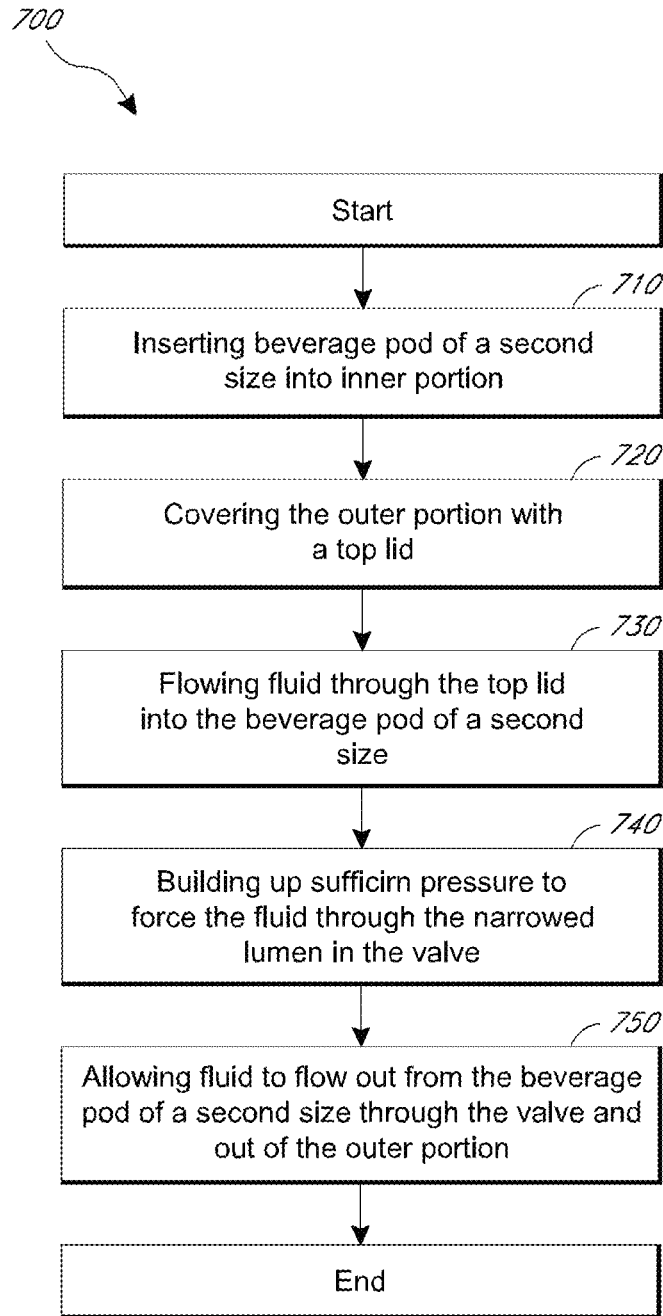 700
Start
710
Inserting beverage pod of a second
size into inner portion
720
Covering the outer portion with
a top lid
730
Flowing fluid through the top lid
into the beverage pod of a second
size
740
Building up sufficirn pressure to
force the fluid through the narrowed
lumen in the valve
750
Allowing fluid to flow out from the beverage
pod of a second size through the valve and
out of the outer portion
End